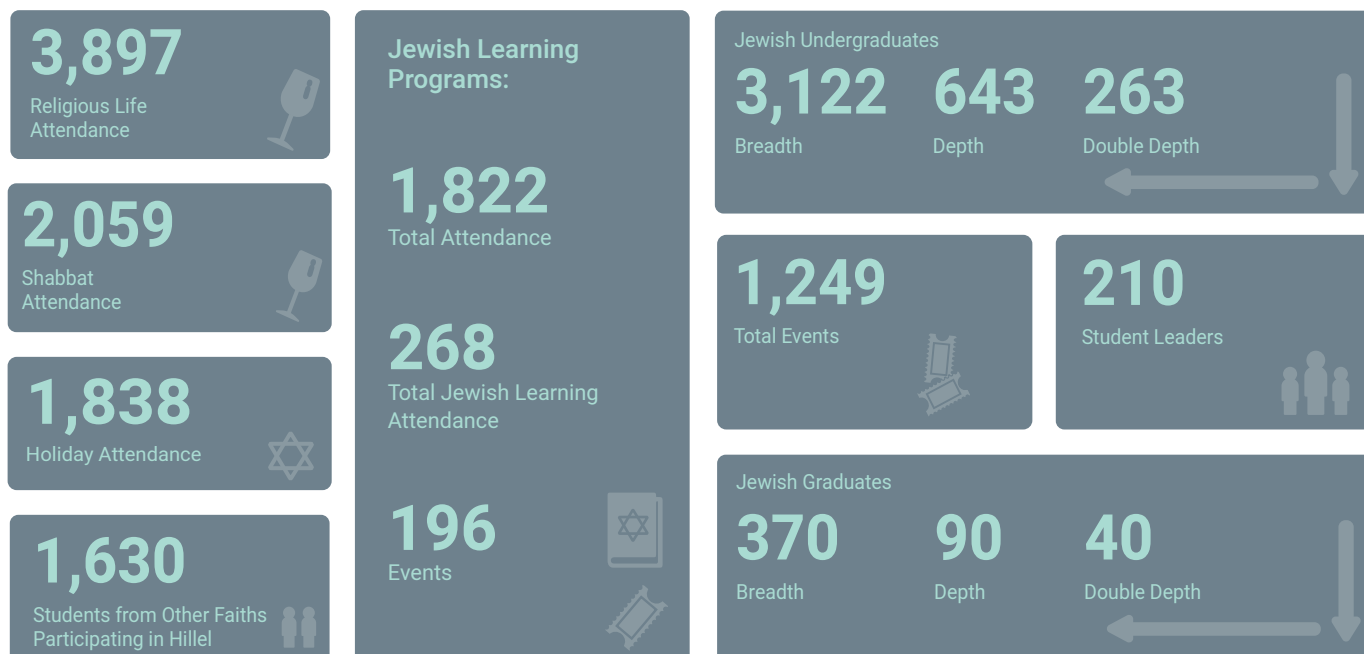 3,897
Religious Life
Attendance
2,059
Shabbat
Attendance
1,838
Holiday Attendance
1,630
Students from Other Faiths
Participating in Hillel
Jewish Learning
Programs:
1,822
Total Attendance
268
Total Jewish Learning
Attendance
196
Events
Jewish Undergraduates
3,122 643 263
Breadth Depth Double Depth
1,249
Total Events
210
Student Leaders
Jewish Graduates
370 90 40
Breadth Depth Double Depth